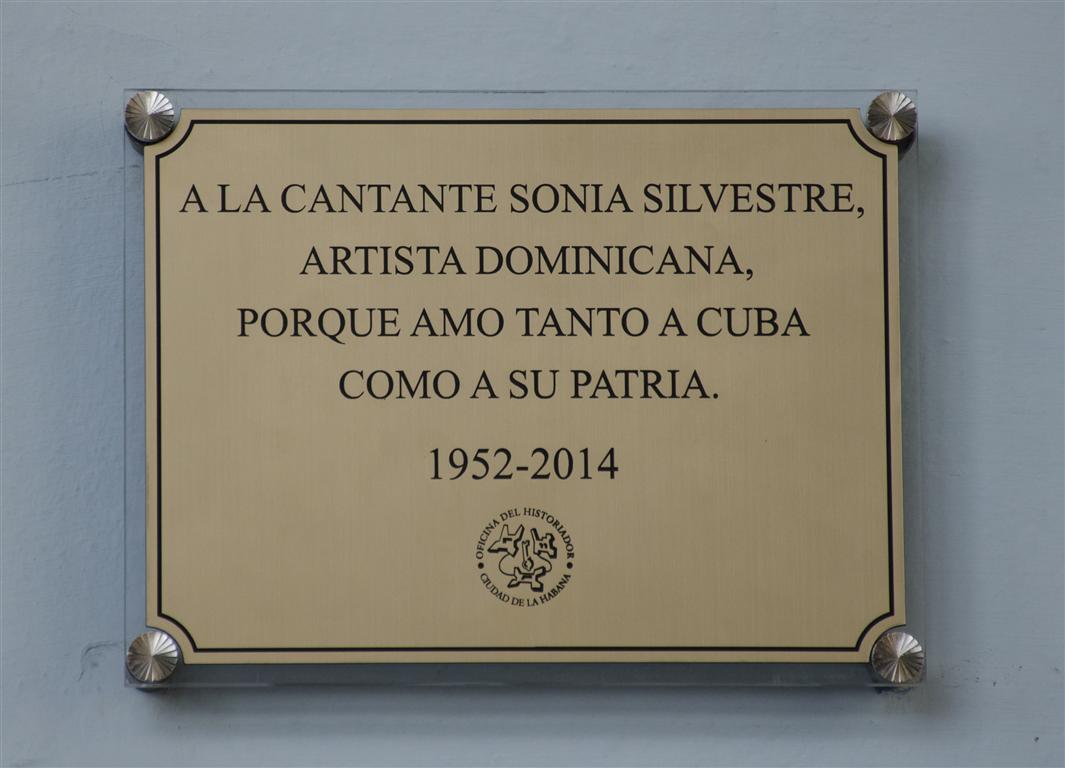 A LA CANTANTE SONIA SILVESTRE,
ARTISTA DOMINICANA,
PORQUE AMO TANTO A CUBA
COMO A SU PATRIA.
1952-2014
OFICINA DEL HISTORIADOR
CIUDAD DE LA HABANA